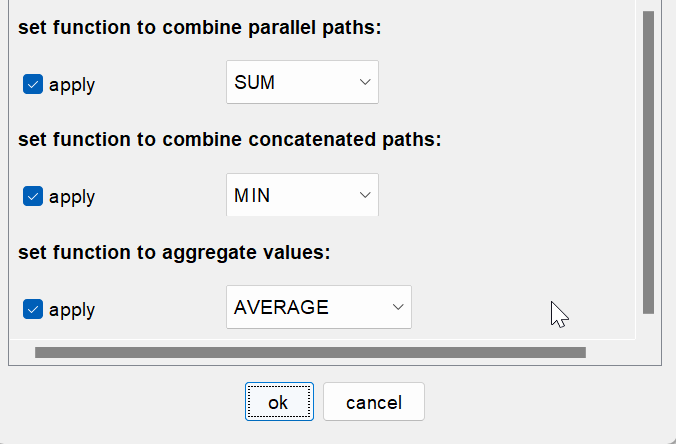 set function to combine parallel paths:
apply SUM
set function to combine concatenated paths:
apply MIN
set function to aggregate values:
apply AVERAGE
ok cancel